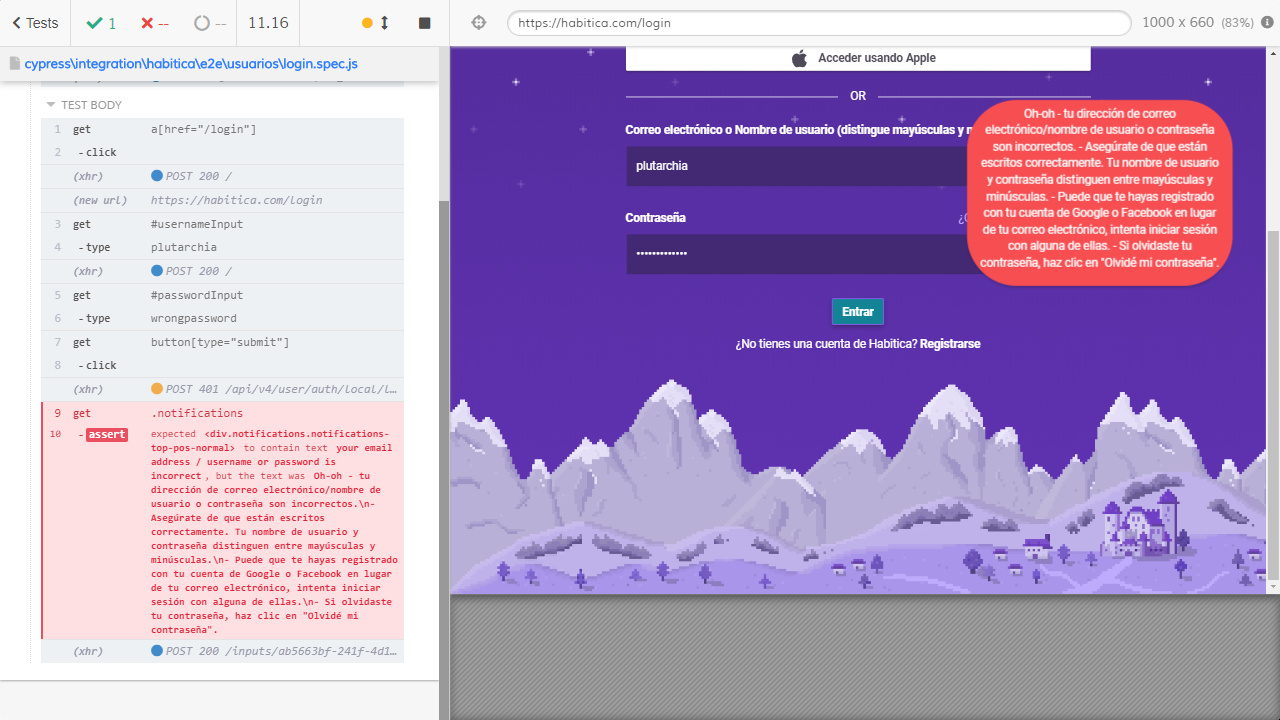 Tests
1
--
--
11.16
https://habitica.com/login
1000 x 660 (83%)
cypress\integration\habitica\e2e\usuarios\login.spec.js
TEST BODY
1 get a[href="/login"]
2 - click
(xhr) POST 200 /
(new url) https://habitica.com/login
3 get #usernameInput
4 - type plutarchia
(xhr) POST 200 /
5 get #passwordInput
6 - type wrongpassword
7 get button[type="submit"]
8 - click
(xhr) POST 401 /api/v4/user/auth/local/l…
9 get .notifications
10 - assert expected <div.notifications.notifications-
top-pos-normal> to contain text your email
address / username or password is
incorrect, but the text was Oh-oh - tu
dirección de correo electrónico/nombre de
usuario o contraseña son incorrectos.\n-
Asegúrate de que están escritos
correctamente. Tu nombre de usuario y
contraseña distinguen entre mayúsculas y
minúsculas.\n- Puede que te hayas registrado
con tu cuenta de Google o Facebook en lugar
de tu correo electrónico, intenta iniciar
sesión con alguna de ellas.\n- Si olvidaste
tu contraseña, haz clic en "Olvidé mi
contraseña".
(xhr) POST 200 /inputs/ab5663bf-241f-4d1…
Acceder usando Apple
OR
Correo electrónico o Nombre de usuario (distingue mayúsculas y
plutarchia
Contraseña
Entrar
¿No tienes una cuenta de Habitica? Registrarse
Oh-oh - tu dirección de correo
electrónico/nombre de usuario o contraseña
son incorrectos. - Asegúrate de que están
escritos correctamente. Tu nombre de usuario
y contraseña distinguen entre mayúsculas y
minúsculas. - Puede que te hayas registrado
con tu cuenta de Google o Facebook en lugar
de tu correo electrónico, intenta iniciar sesión
con alguna de ellas. - Si olvidaste tu
contraseña, haz clic en "Olvidé mi contraseña".